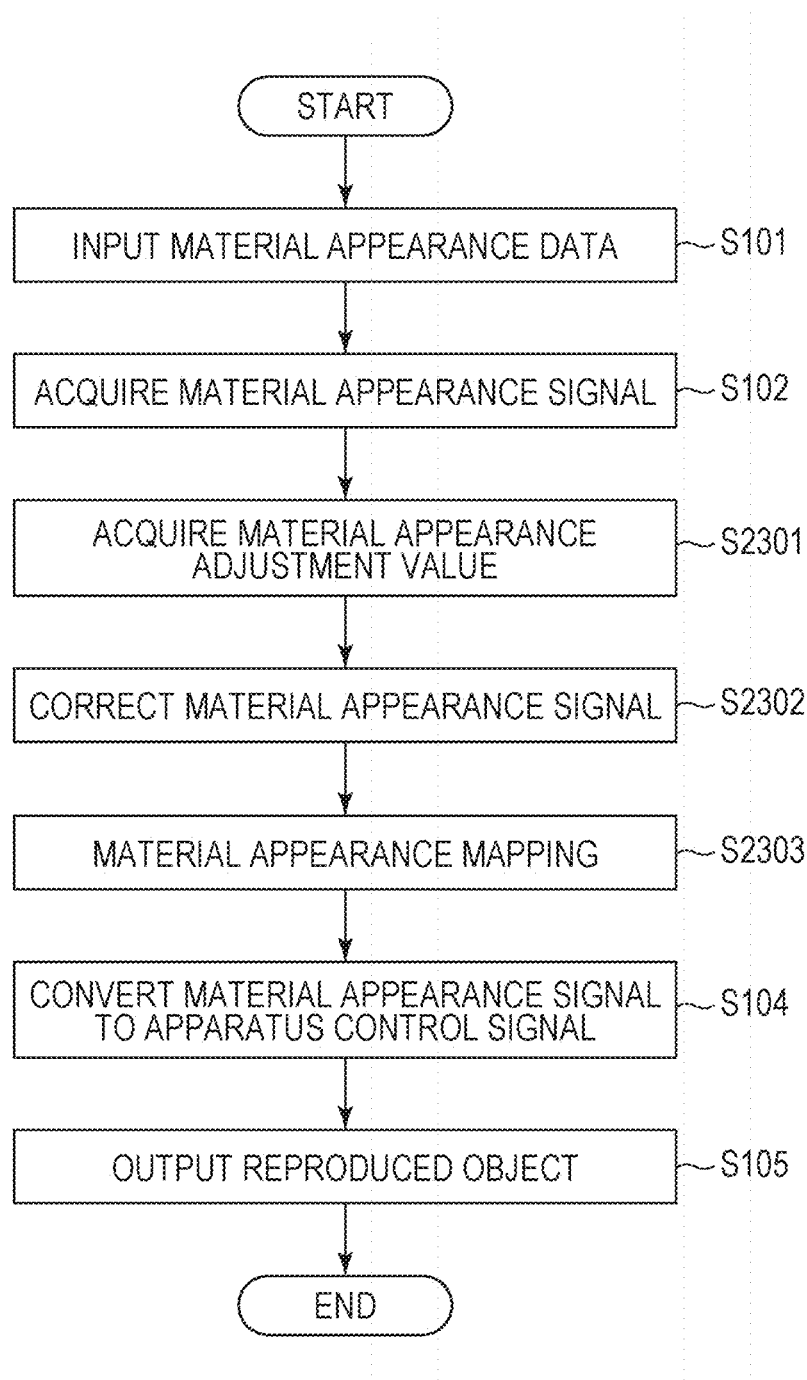 START
INPUT MATERIAL APPEARANCE DATA
S101
ACQUIRE MATERIAL APPEARANCE SIGNAL
S102
ACQUIRE MATERIAL APPEARANCE
ADJUSTMENT VALUE
S2301
CORRECT MATERIAL APPEARANCE SIGNAL
S2302
MATERIAL APPEARANCE MAPPING
S2303
CONVERT MATERIAL APPEARANCE SIGNAL
TO APPARATUS CONTROL SIGNAL
S104
OUTPUT REPRODUCED OBJECT
S105
END